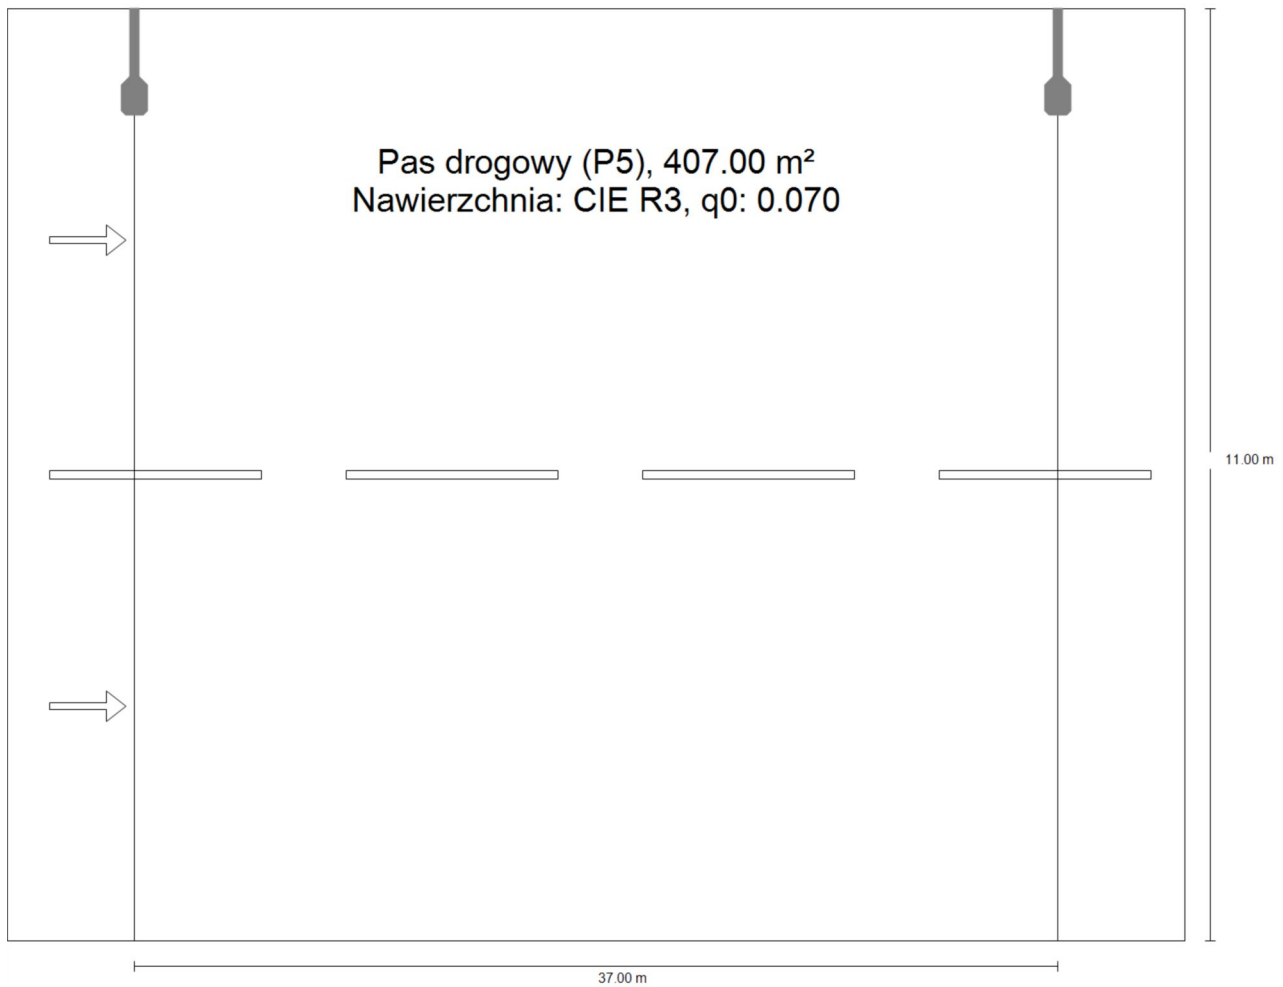 Pas drogowy (P5), 407.00 m²
Nawierzchnia: CIE R3, q0: 0.070
11.00 m
37.00 m